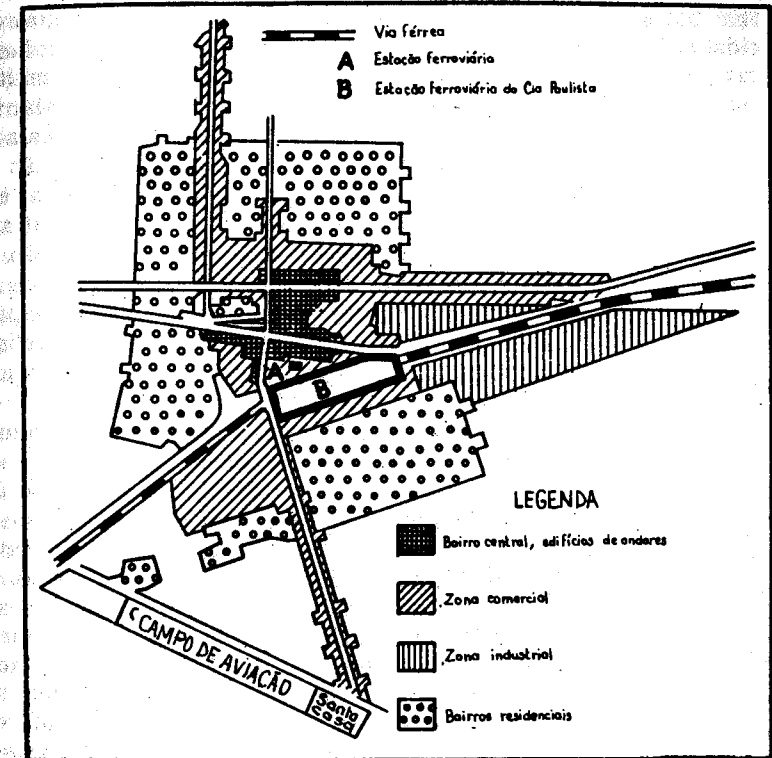 Via férrea
A Estação ferroviária
B Estação ferroviária da Cia Paulista
A
B
LEGENDA
Bairro central, edifícios de andares
Zona comercial
Zona industrial
Bairros residenciais
CAMPO DE AVIAÇÃO
Santa
casa